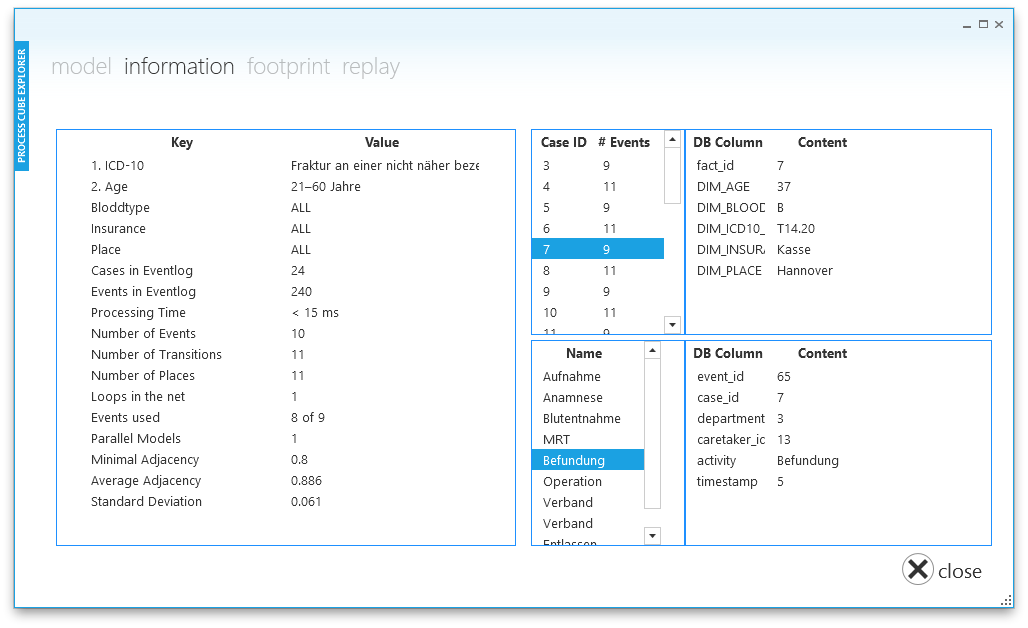 PROCESS CUBE EXPLORER
model information footprint replay
Key Value
1. ICD-10 Fraktur an einer nicht näher beze
2. Age 21–60 Jahre
Bloddtype ALL
Insurance ALL
Place ALL
Cases in Eventlog 24
Events in Eventlog 240
Processing Time < 15 ms
Number of Events 10
Number of Transitions 11
Number of Places 11
Loops in the net 1
Events used 8 of 9
Parallel Models 1
Minimal Adjacency 0.8
Average Adjacency 0.886
Standard Deviation 0.061
Case ID # Events
3 9
4 11
5 9
6 11
7 9
8 11
9 9
10 11
11 9
DB Column Content
fact_id 7
DIM_AGE 37
DIM_BLOOD B
DIM_ICD10_ T14.20
DIM_INSURA Kasse
DIM_PLACE Hannover
Name
Aufnahme
Anamnese
Blutentnahme
MRT
Befundung
Operation
Verband
Verband
Entlassen
DB Column Content
event_id 65
case_id 7
department 3
caretaker_ic 13
activity Befundung
timestamp 5
close